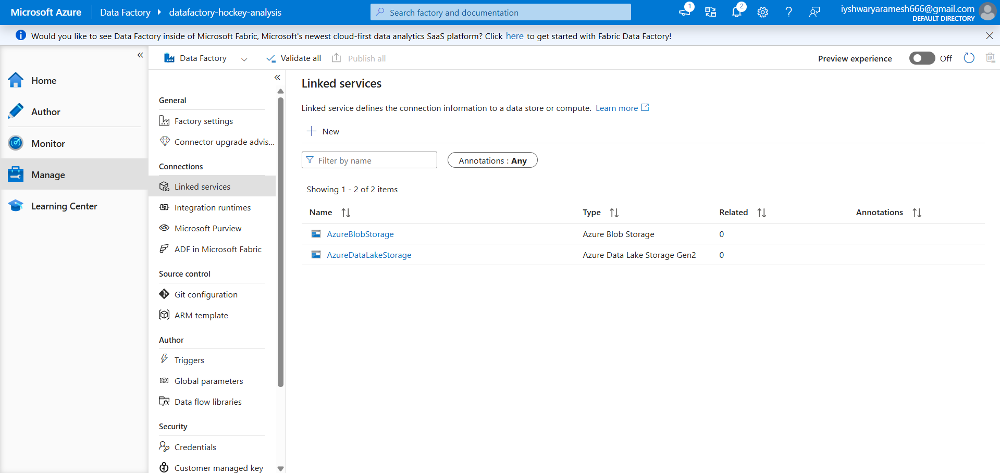 Microsoft Azure Data Factory datafactory-hockey-analysis
Search factory and documentation
1
2
iyshwaryaramesh666@gmail.com
DEFAULT DIRECTORY
Would you like to see Data Factory inside of Microsoft Fabric, Microsoft's newest cloud-first data analytics SaaS platform? Click here to get started with Fabric Data Factory!
Home
Author
Monitor
Manage
Learning Center
Data Factory
Validate all
Publish all
Preview experience
Off
General
Factory settings
Connector upgrade advis...
Connections
Linked services
Integration runtimes
Microsoft Purview
ADF in Microsoft Fabric
Source control
Git configuration
ARM template
Author
Triggers
Global parameters
Data flow libraries
Security
Credentials
Customer managed key
Linked services
Linked service defines the connection information to a data store or compute. Learn more
New
Filter by name
Annotations : Any
Showing 1 - 2 of 2 items
Name Type Related Annotations
AzureBlobStorage Azure Blob Storage 0
AzureDataLakeStorage Azure Data Lake Storage Gen2 0